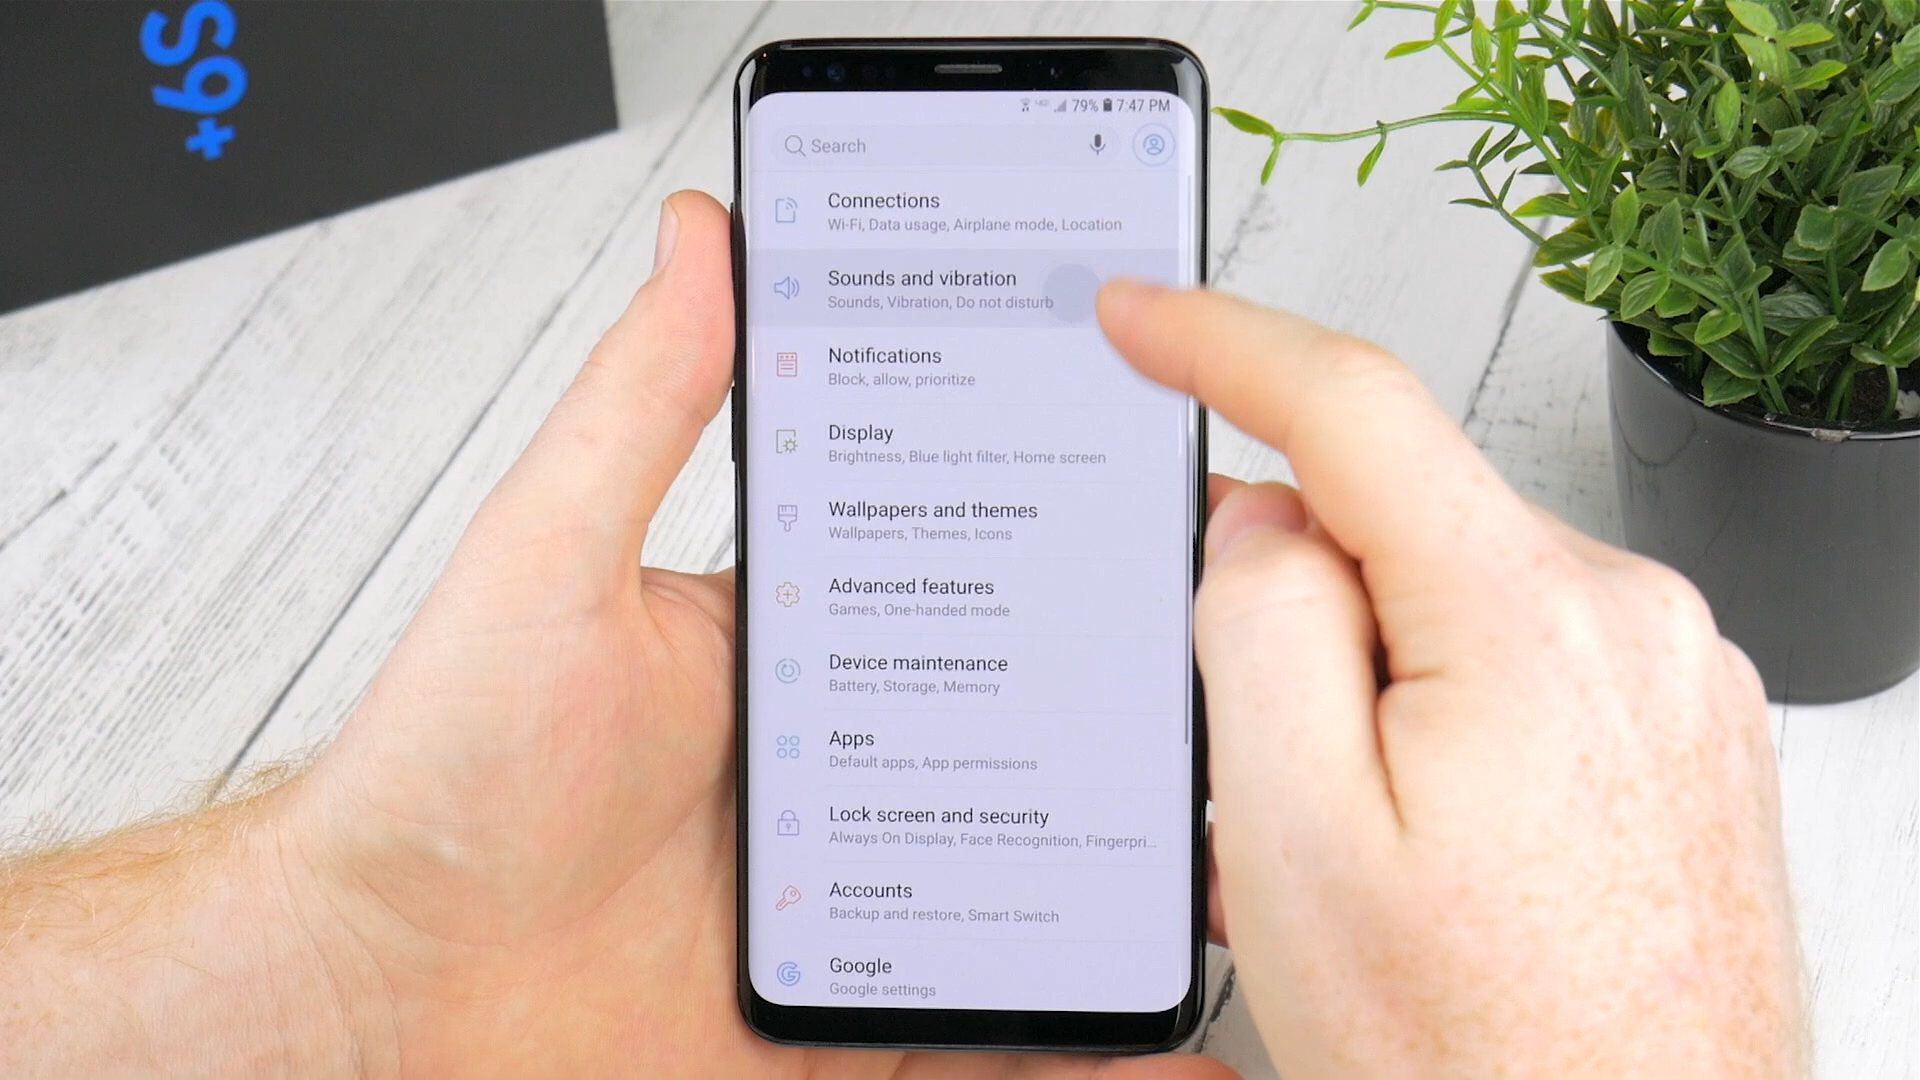 S9+
79% 7:47 PM
Search
Connections
Wi-Fi, Data usage, Airplane mode, Location
Sounds and vibration
Sounds, Vibration, Do not disturb
Notifications
Block, allow, prioritize
Display
Brightness, Blue light filter, Home screen
Wallpapers and themes
Wallpapers, Themes, Icons
Advanced features
Games, One-handed mode
Device maintenance
Battery, Storage, Memory
Apps
Default apps, App permissions
Lock screen and security
Always On Display, Face Recognition, Fingerpri...
Accounts
Backup and restore, Smart Switch
Google
Google settings